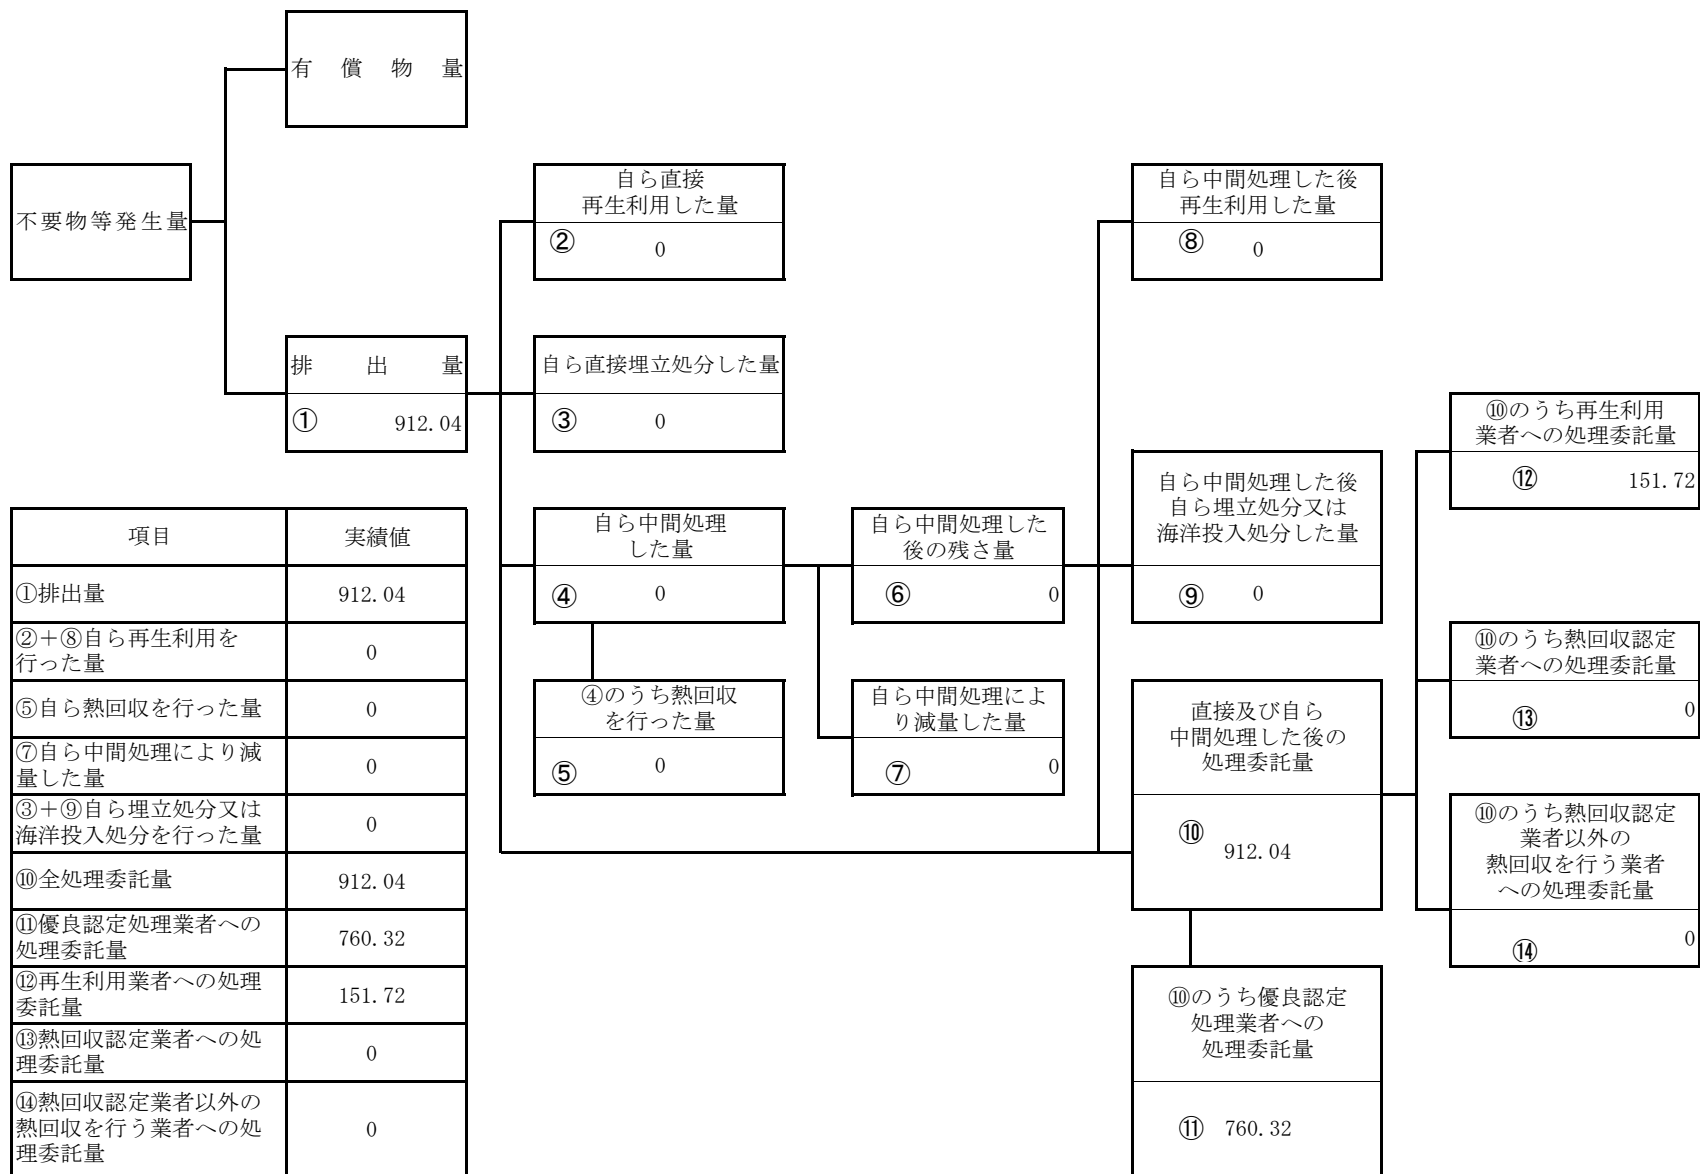 有償物量
不要物等発生量
排出量
① 912.04
自ら直接
再生利用した量
② 0
自ら直接埋立処分した量
③ 0
自ら中間処理
した量
④ 0
④のうち熱回収
を行った量
⑤ 0
自ら中間処理した
後の残さ量
⑥ 0
自ら中間処理によ
り減量した量
⑦ 0
自ら中間処理した後
再生利用した量
⑧ 0
自ら中間処理した後
自ら埋立処分又は
海洋投入処分した量
⑨ 0
直接及び自ら
中間処理した後の
処理委託量
⑩
912.04
⑩のうち優良認定
処理業者への
処理委託量
⑪ 760.32
⑩のうち再生利用
業者への処理委託量
⑫ 151.72
⑩のうち熱回収認定
業者への処理委託量
⑬ 0
⑩のうち熱回収認定
業者以外の
熱回収を行う業者
への処理委託量
⑭ 0
項目 実績値
①排出量 912.04
②+⑧自ら再生利用を
行った量 0
⑤自ら熱回収を行った量 0
⑦自ら中間処理により減
量した量 0
③+⑨自ら埋立処分又は
海洋投入処分を行った量 0
⑩全処理委託量 912.04
⑪優良認定処理業者への
処理委託量 760.32
⑫再生利用業者への処理
委託量 151.72
⑬熱回収認定業者への処
理委託量 0
⑭熱回収認定業者以外の
熱回収を行う業者への処
理委託量 0